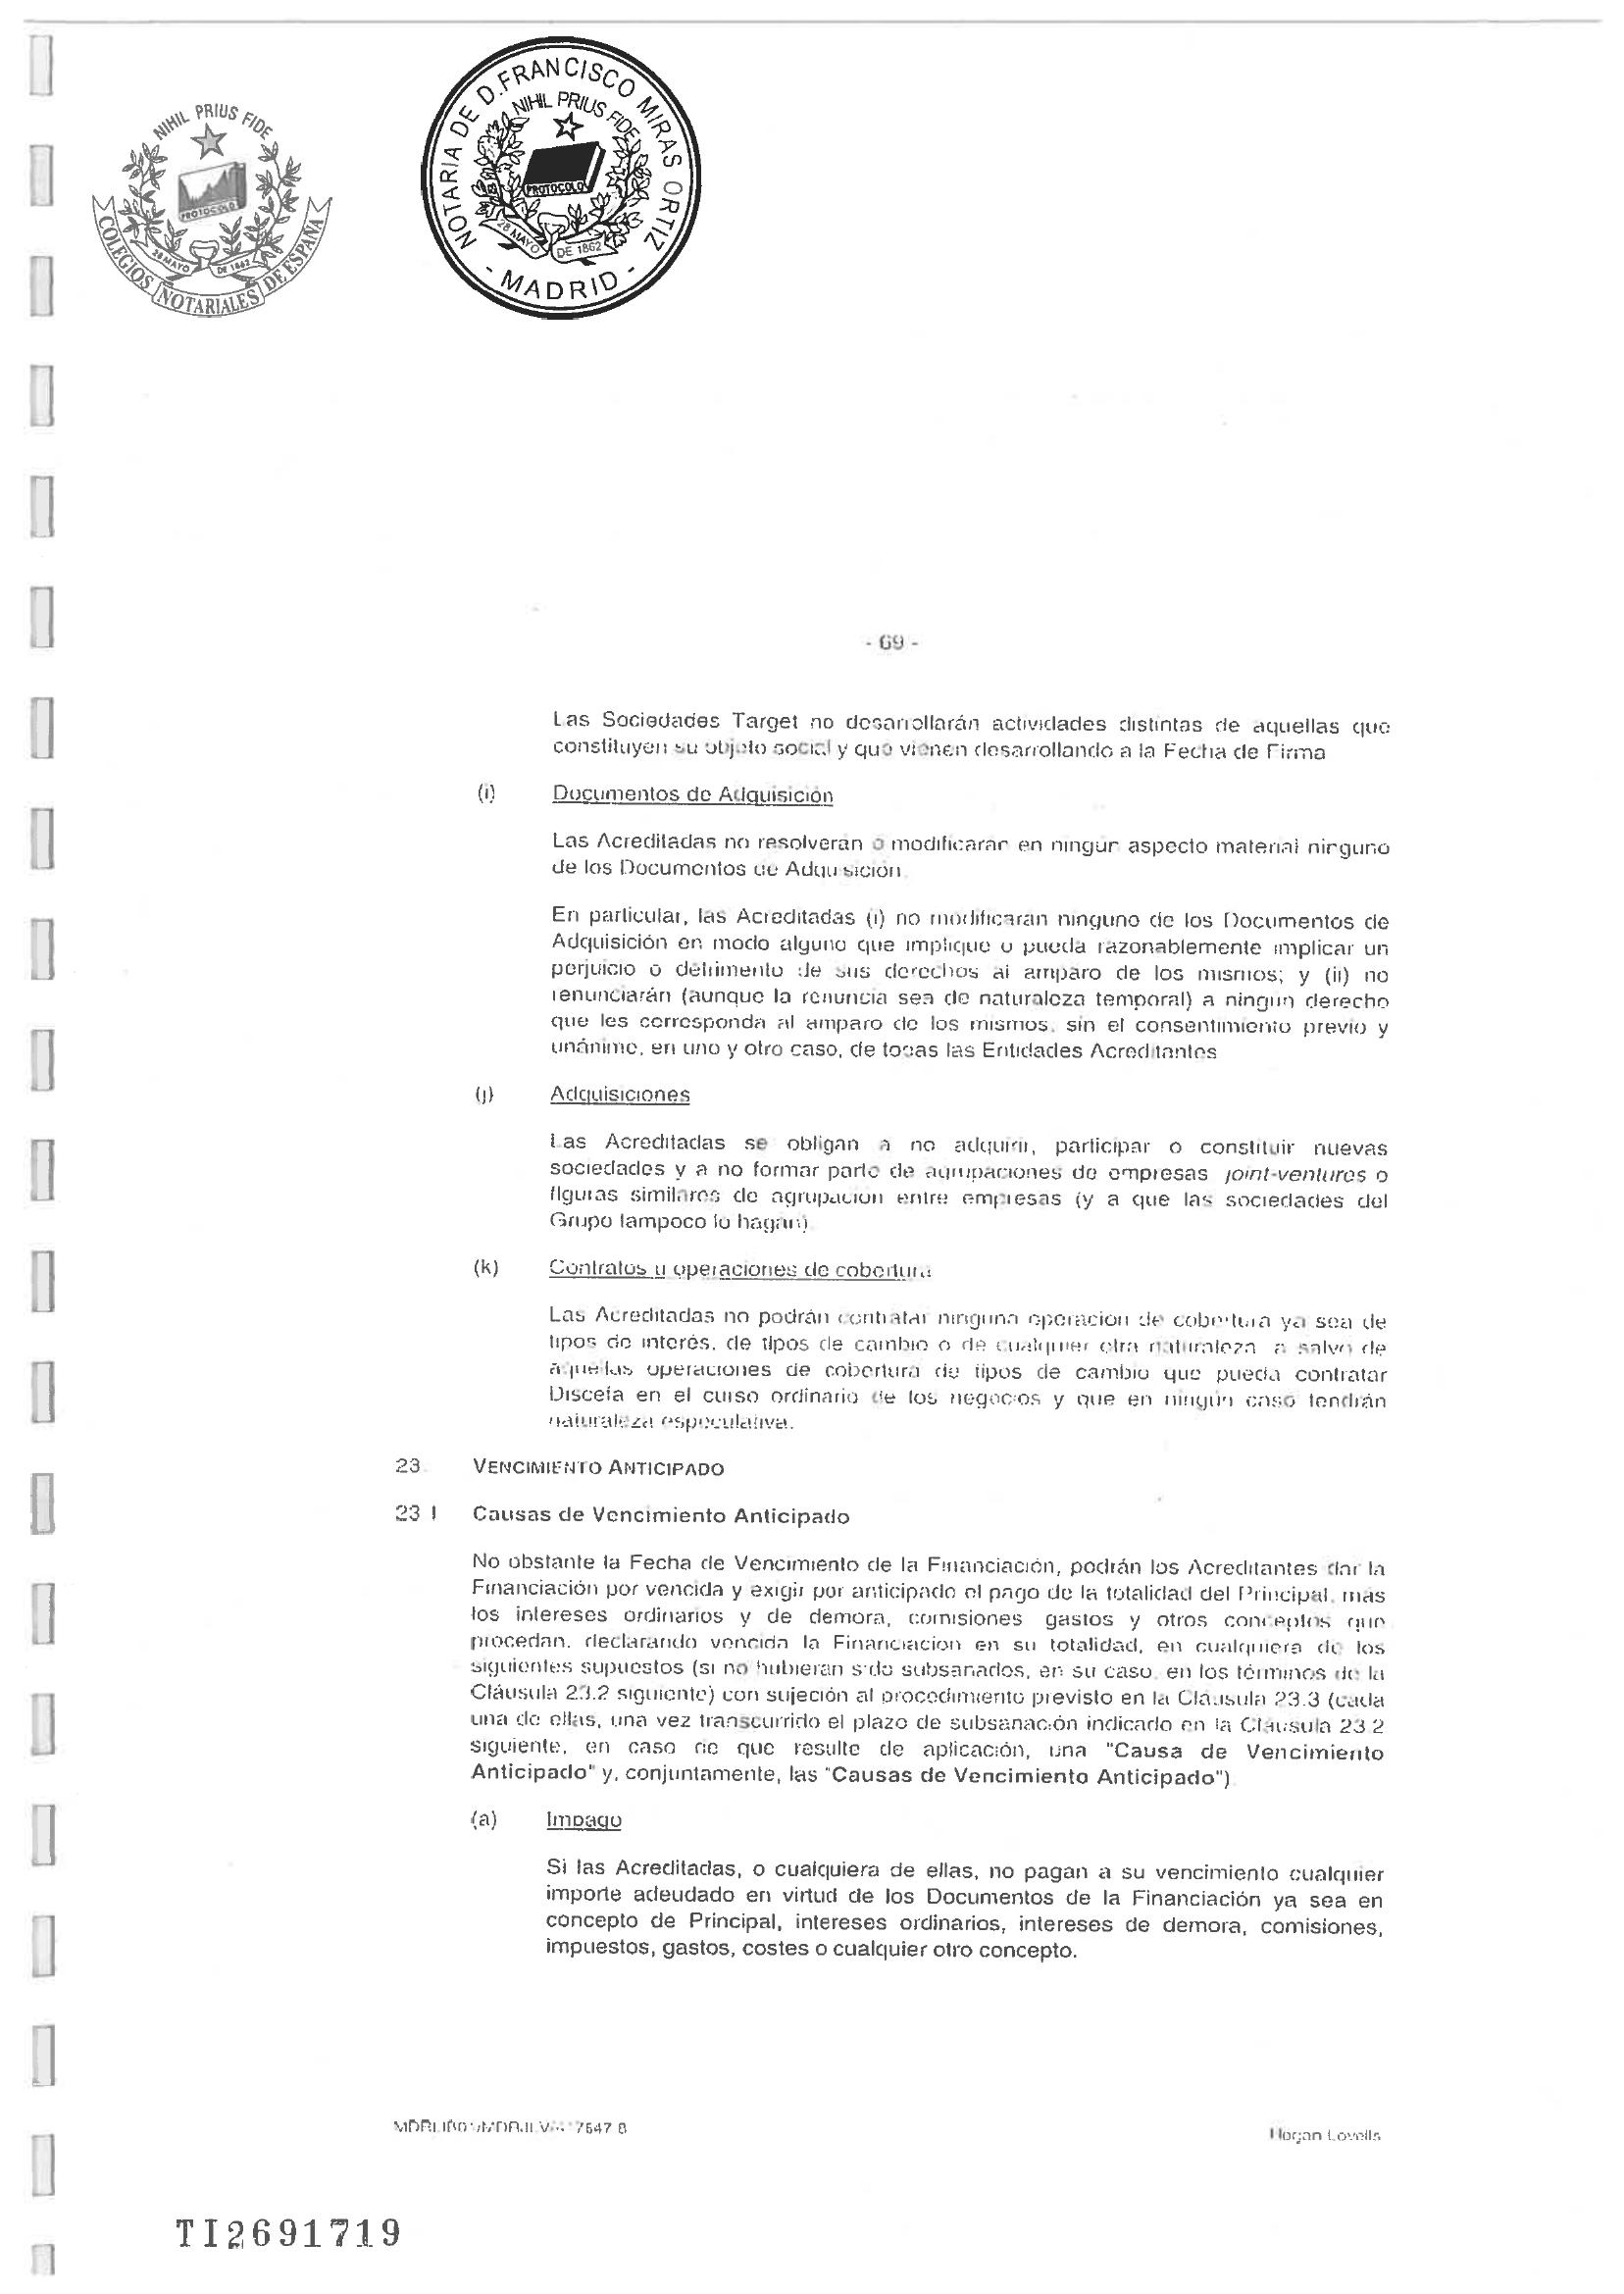 NIHIL PRIUS FIDE
PROTOCOLO
28 MAYO DE 1862
COLEGIOS NOTARIALES DE ESPAÑA
NOTARIA DE D. FRANCISCO MIRAS ORTIZ
NIHIL PRIUS FIDE
PROTOCOLO
28 MAYO DE 1862
- MADRID -
- 69 -
Las Sociedades Target no desarrollarán actividades distintas de aquellas que
constituyen su objeto social y que vienen desarrollando a la Fecha de Firma
(i) Documentos de Adquisición
Las Acreditadas no resolverán o modificarán en ningún aspecto material ninguno
de los Documentos de Adquisición
En particular, las Acreditadas (i) no modificarán ninguno de los Documentos de
Adquisición en modo alguno que implique o pueda razonablemente implicar un
perjuicio o detrimento de sus derechos al amparo de los mismos; y (ii) no
renunciarán (aunque la renuncia sea de naturaleza temporal) a ningún derecho
que les corresponda al amparo de los mismos, sin el consentimiento previo y
unánime, en uno y otro caso, de todas las Entidades Acreditantes
(j) Adquisiciones
Las Acreditadas se obligan a no adquirir, participar o constituir nuevas
sociedades y a no formar parte de agrupaciones de empresas joint-ventures o
figuras similares de agrupación entre empresas (y a que las sociedades del
Grupo tampoco lo hagan)
(k) Contratos u operaciones de cobertura
Las Acreditadas no podrán contratar ninguna operación de cobertura ya sea de
tipos de interés, de tipos de cambio o de cualquier otra naturaleza a salvo de
aquellas operaciones de cobertura de tipos de cambio que pueda contratar
Discefa en el curso ordinario de los negocios y que en ningún caso tendrán
naturaleza especulativa.
23 VENCIMIENTO ANTICIPADO
23 1 Causas de Vencimiento Anticipado
No obstante la Fecha de Vencimiento de la Financiación, podrán los Acreditantes dar la
Financiación por vencida y exigir por anticipado el pago de la totalidad del Principal, más
los intereses ordinarios y de demora, comisiones gastos y otros conceptos que
procedan, declarando vencida la Financiación en su totalidad, en cualquiera de los
siguientes supuestos (si no hubieran sido subsanados, en su caso, en los términos de la
Cláusula 23.2 siguiente) con sujeción al procedimiento previsto en la Cláusula 23.3 (cada
una de ellas, una vez transcurrido el plazo de subsanación indicado en la Cláusula 23 2
siguiente, en caso de que resulte de aplicación, una "Causa de Vencimiento
Anticipado" y, conjuntamente, las "Causas de Vencimiento Anticipado")
(a) Impago
Si las Acreditadas, o cualquiera de ellas, no pagan a su vencimiento cualquier
importe adeudado en virtud de los Documentos de la Financiación ya sea en
concepto de Principal, intereses ordinarios, intereses de demora, comisiones,
impuestos, gastos, costes o cualquier otro concepto.
7647 8
Hogan Lovells
TI2691719